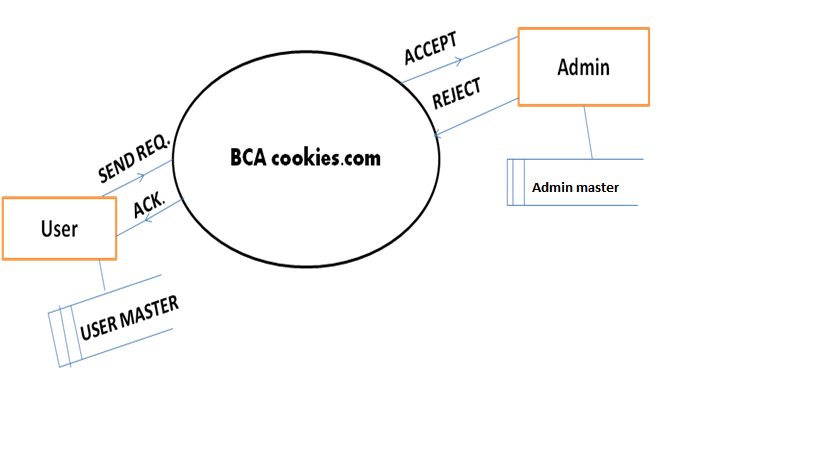 ACCEPT
Admin
REJECT
SEND REQ.
BCA cookies.com
Admin master
ACK.
User
USER MASTER